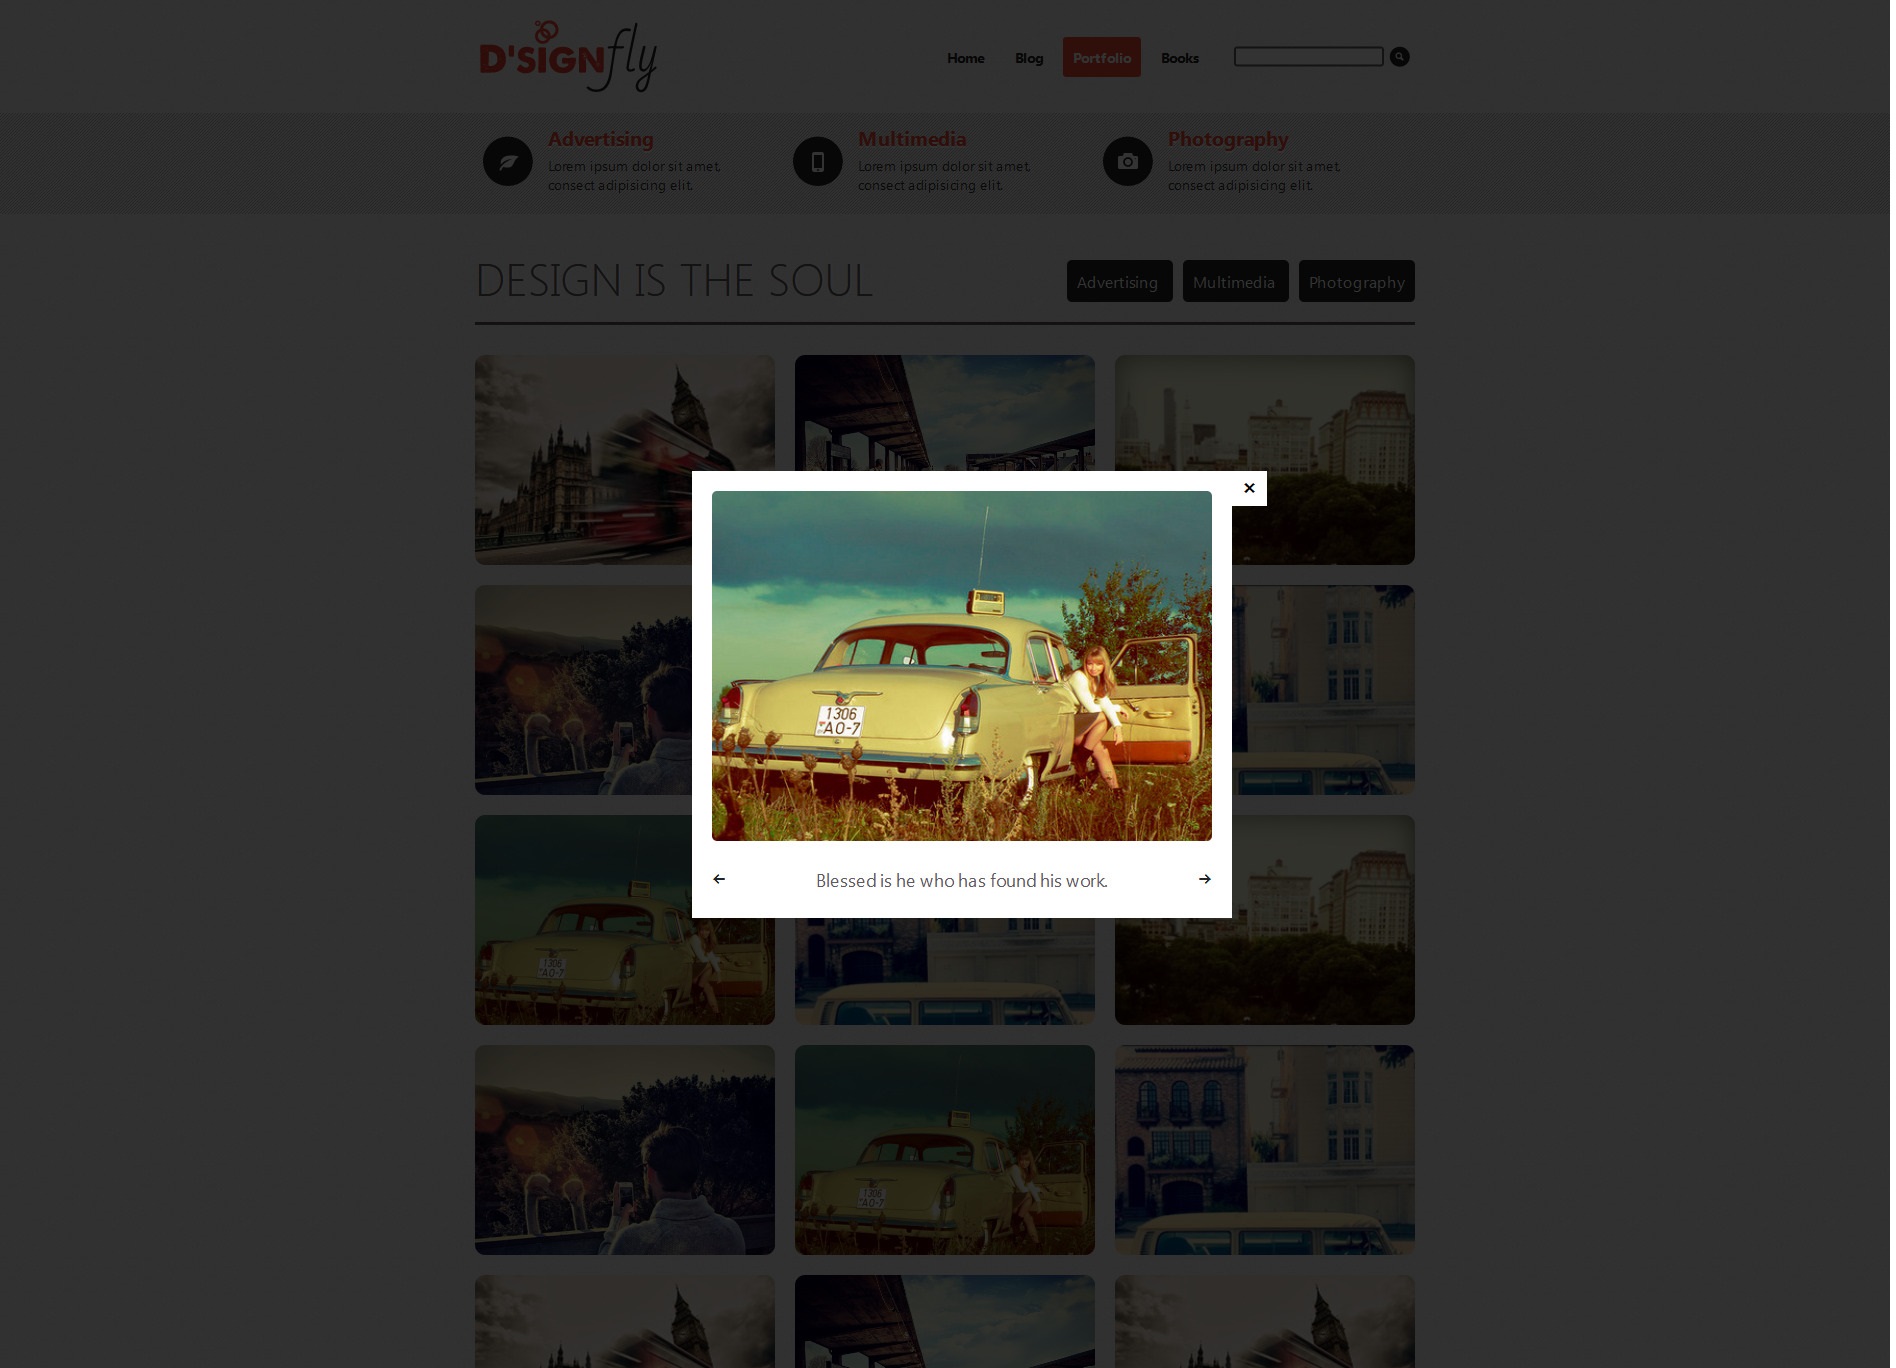 D'SIGNfly
Home Blog Portfolio Books
Advertising
Lorem ipsum dolor sit amet,
consect adipisicing elit.
Multimedia
Lorem ipsum dolor sit amet,
consect adipisicing elit.
Photography
Lorem ipsum dolor sit amet,
consect adipisicing elit.
DESIGN IS THE SOUL
Advertising Multimedia Photography
1306
AO-7
Blessed is he who has found his work.
1306
AO-7
1306
AO-7